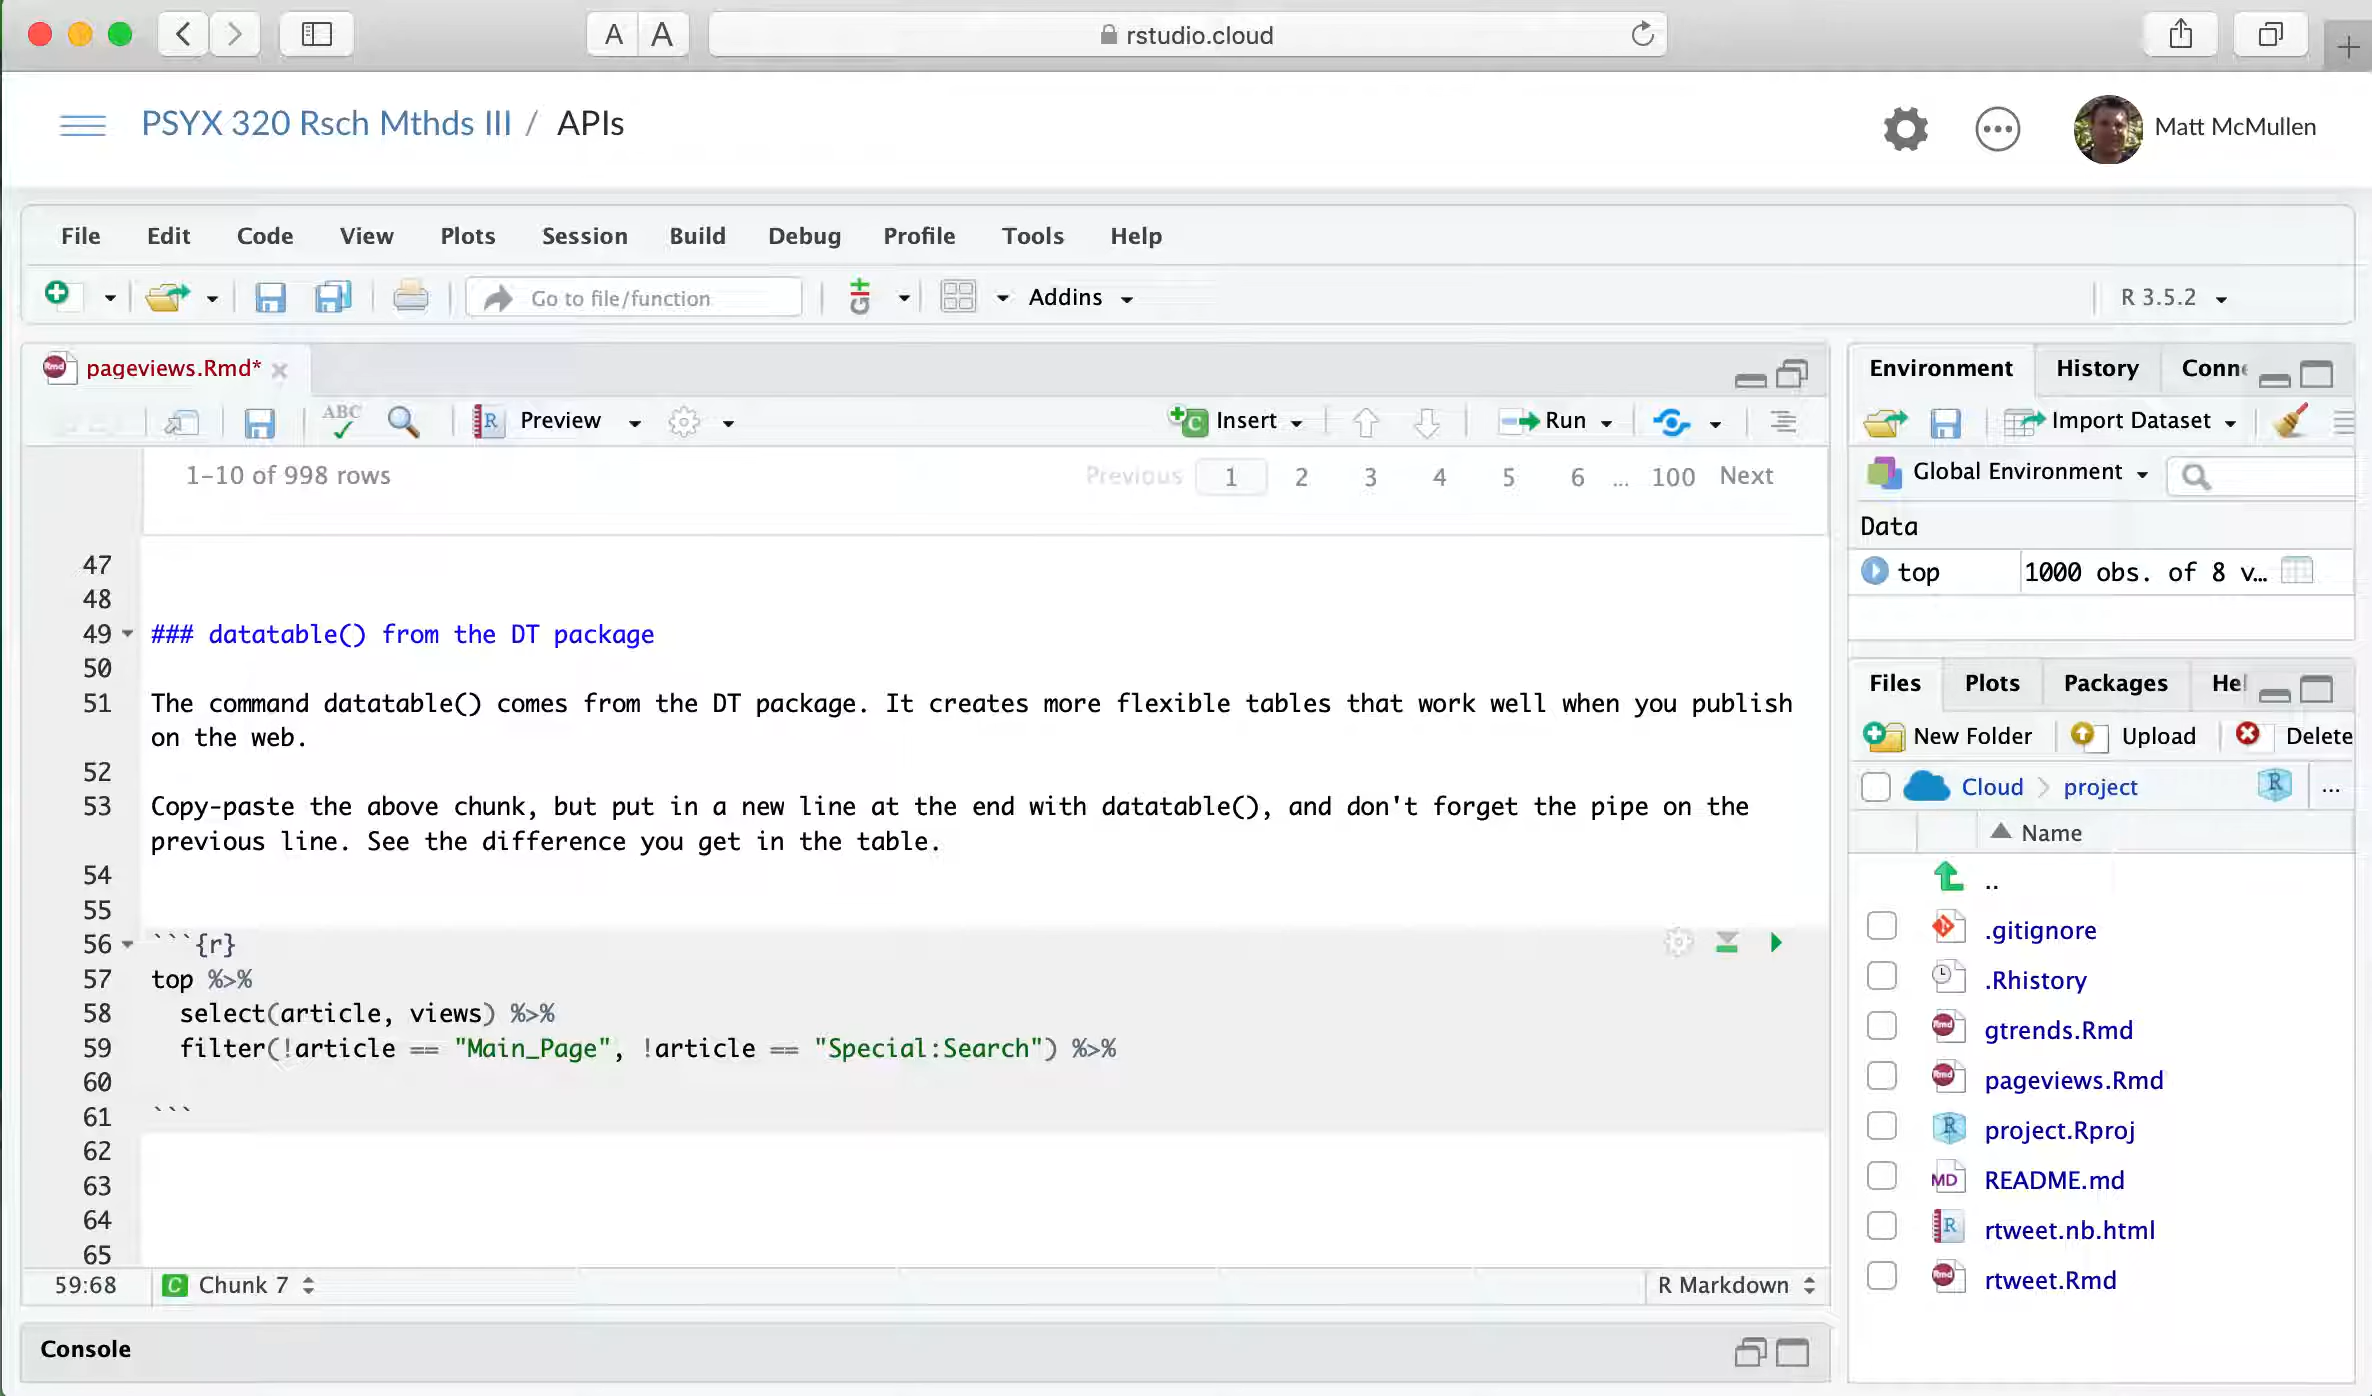 A A
rstudio.cloud
PSYX 320 Rsch Mthds III / APIs
Matt McMullen
File Edit Code View Plots Session Build Debug Profile Tools Help
Go to file/function
Addins
R 3.5.2
pageviews.Rmd*
ABC
Preview
Insert
Run
1-10 of 998 rows
Previous 1 2 3 4 5 6 ... 100 Next
47
48
49 ### datatable() from the DT package
50
51 The command datatable() comes from the DT package. It creates more flexible tables that work well when you publish
on the web.
52
53 Copy-paste the above chunk, but put in a new line at the end with datatable(), and don't forget the pipe on the
previous line. See the difference you get in the table.
54
55
56 ```{r}
57 top %>%
58 select(article, views) %>%
59 filter(!article == "Main_Page", !article == "Special:Search") %>%
60
61 ```
62
63
64
65
59:68 C Chunk 7 R Markdown
Console
Environment History Conne
Import Dataset
Global Environment
Data
top 1000 obs. of 8 v…
Files Plots Packages Hel
New Folder Upload Delete
Cloud project R ...
Name
..
.gitignore
.Rhistory
gtrends.Rmd
pageviews.Rmd
project.Rproj
README.md
rtweet.nb.html
rtweet.Rmd